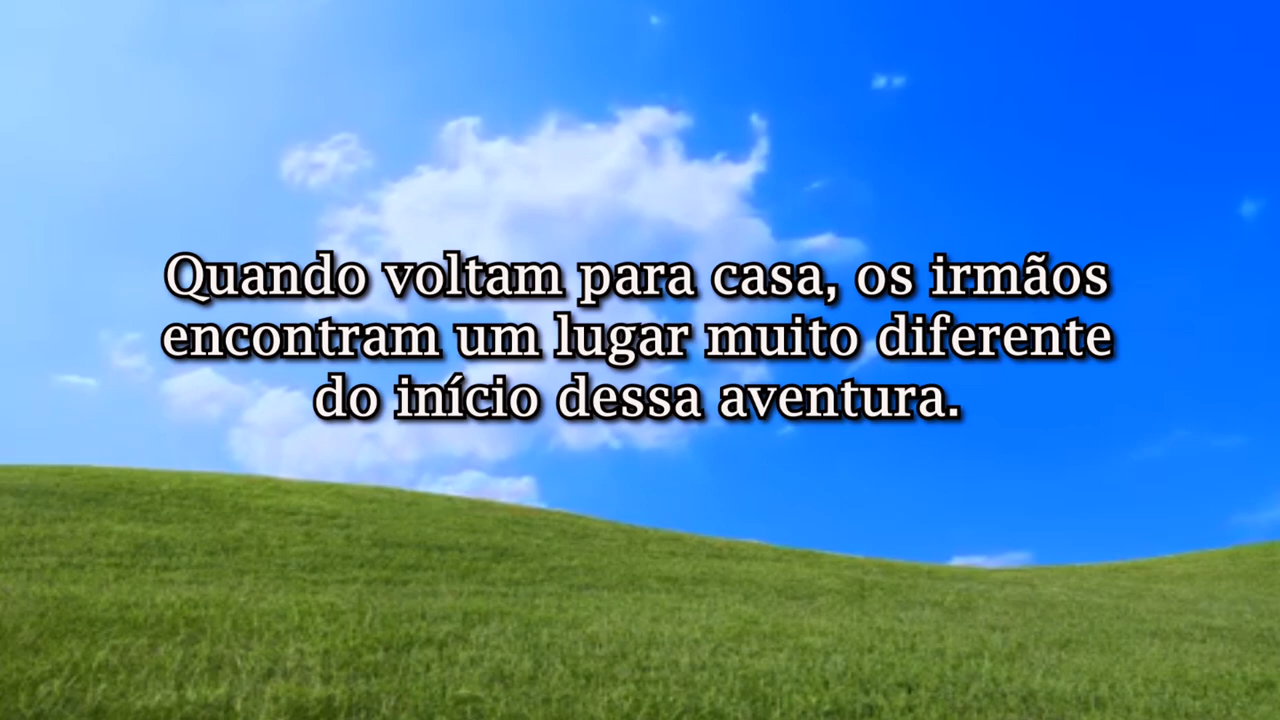 Quando voltam para casa, os irmãos
encontram um lugar muito diferente
do início dessa aventura.